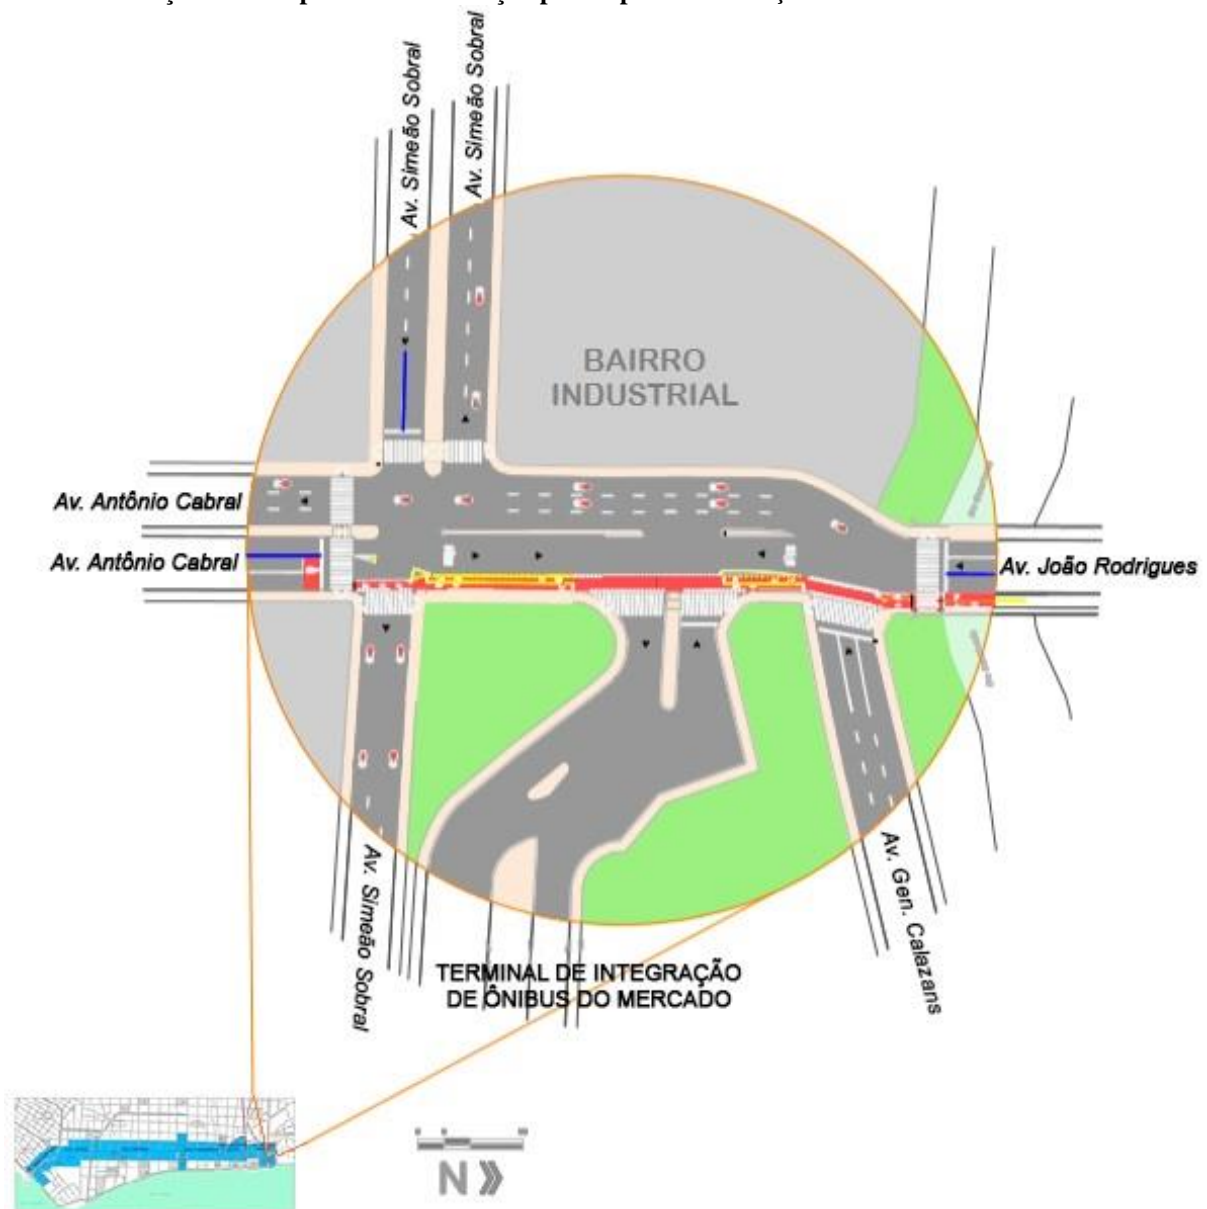 Av. Simeão Sobral
Av. Simeão Sobral
BAIRRO
INDUSTRIAL
Av. Antônio Cabral
Av. Antônio Cabral
Av. João Rodrigues
Av. Simeão Sobral
Av. Gen. Calazans
TERMINAL DE INTEGRAÇÃO
DE ÔNIBUS DO MERCADO
N